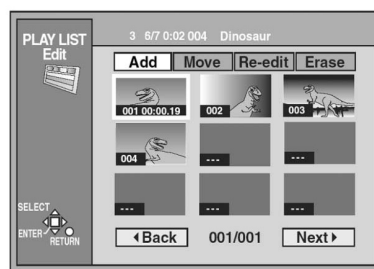 PLAY LIST
Edit
3 6/7 0:02 004 Dinosaur
Add Move Re-edit Erase
001 00:00.19 002 003
004 --- ---
--- --- ---
SELECT
ENTER RETURN
Back 001/001 Next